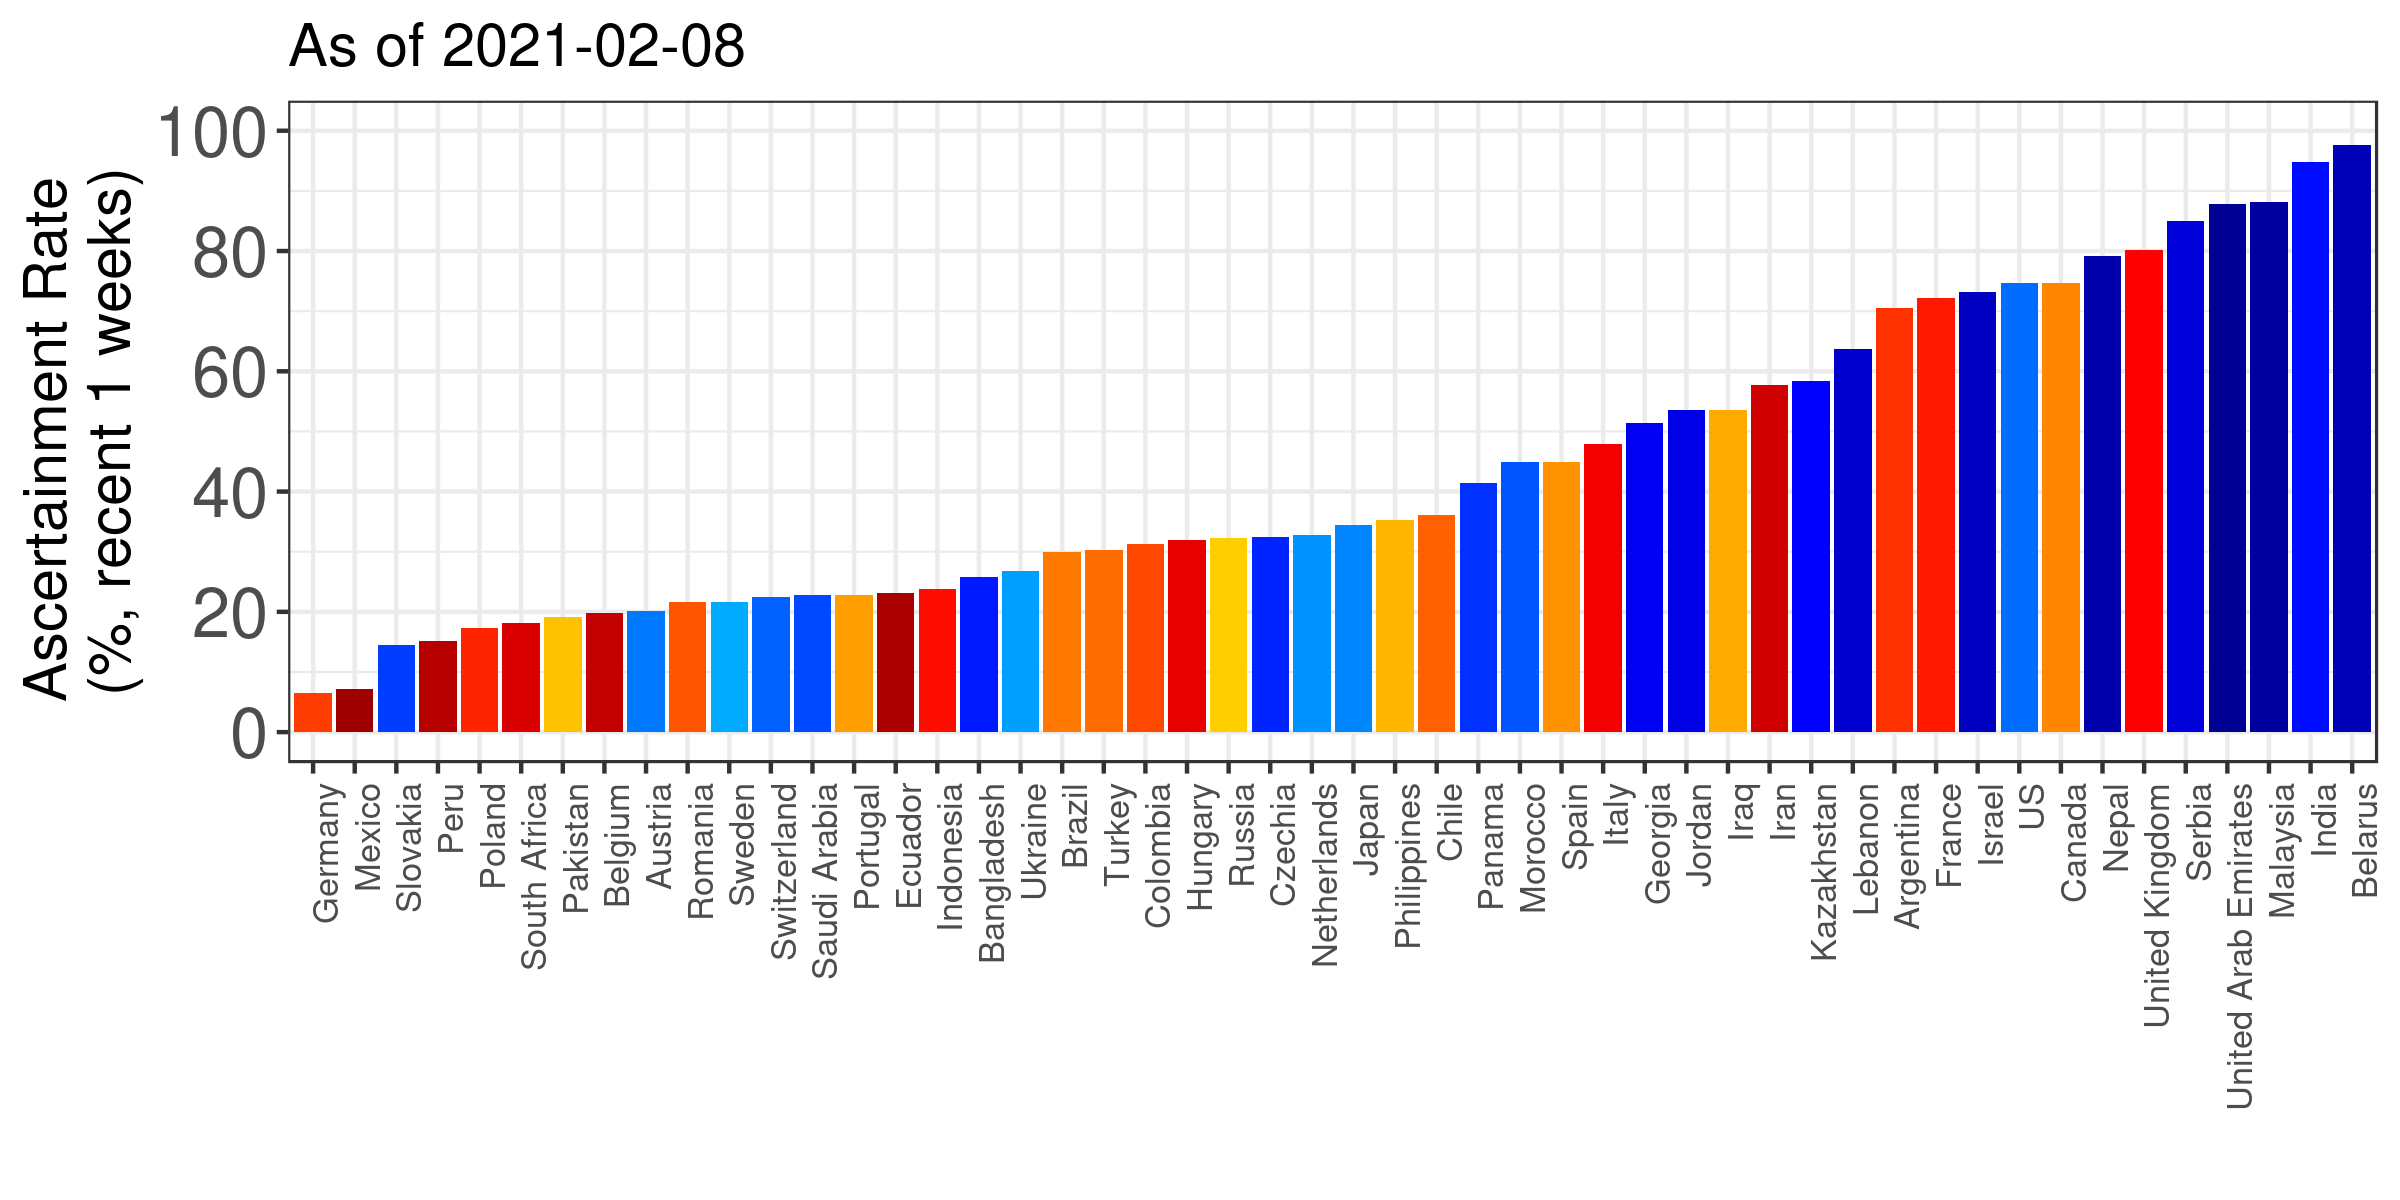 As of 2021-02-08
Ascertainment Rate
(%, recent 1 weeks)
100
80
60
40
20
0
Germany
Mexico
Slovakia
Peru
Poland
South Africa
Pakistan
Belgium
Austria
Romania
Sweden
Switzerland
Saudi Arabia
Portugal
Ecuador
Indonesia
Bangladesh
Ukraine
Brazil
Turkey
Colombia
Hungary
Russia
Czechia
Netherlands
Japan
Philippines
Chile
Panama
Morocco
Spain
Italy
Georgia
Jordan
Iraq
Iran
Kazakhstan
Lebanon
Argentina
France
Israel
US
Canada
Nepal
United Kingdom
Serbia
United Arab Emirates
Malaysia
India
Belarus